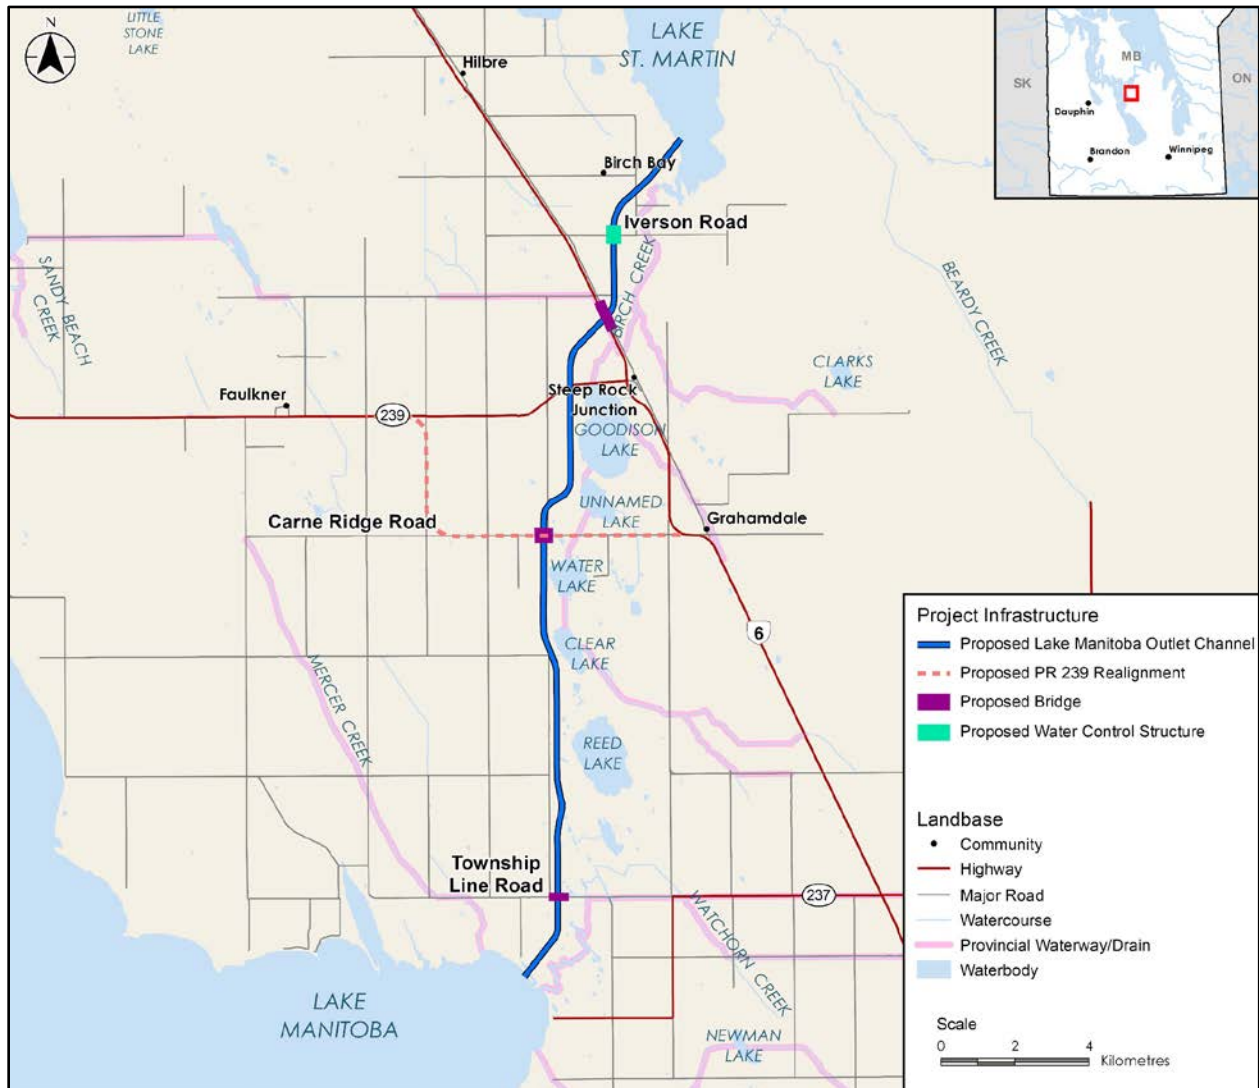 N
LITTLE
STONE
LAKE
Hilbre
LAKE
ST. MARTIN
MB
SK
ON
Dauphin
Brandon
Winnipeg
Birch Bay
Iverson Road
SANDY BEACH
CREEK
BIRCH CREEK
BEARDY CREEK
CLARKS
LAKE
Faulkner
239
Steep Rock
Junction
GOODISON
LAKE
UNNAMED
LAKE
Carne Ridge Road
Grahamdale
WATER
LAKE
CLEAR
LAKE
6
MERCER CREEK
REED
LAKE
Township
Line Road
237
WATCHORN CREEK
LAKE
MANITOBA
NEWMAN
LAKE
Project Infrastructure
Proposed Lake Manitoba Outlet Channel
Proposed PR 239 Realignment
Proposed Bridge
Proposed Water Control Structure
Landbase
Community
Highway
Major Road
Watercourse
Provincial Waterway/Drain
Waterbody
Scale
0 2 4
Kilometres